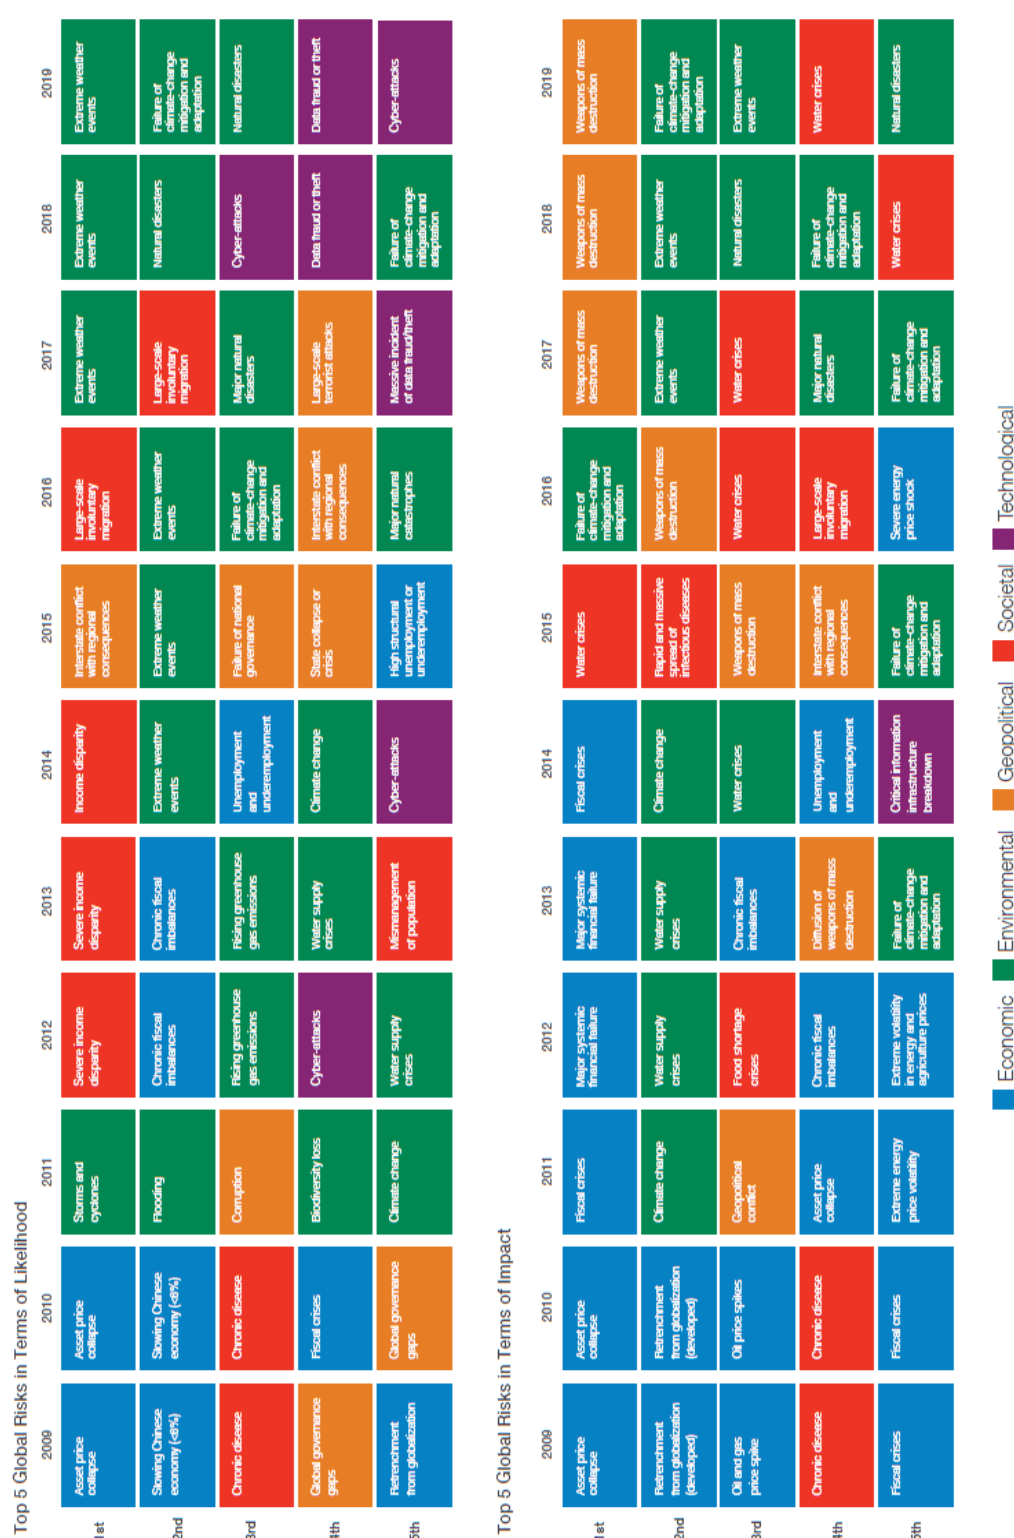 Top 5 Global Risks in Terms of Likelihood
2009
2010
2011
2012
2013
2014
2015
2016
2017
2018
2019
1st
Asset price
collapse
Asset price
collapse
Storms and
cyclones
Severe income
disparity
Severe income
disparity
Income disparity
Interstate conflict
with regional
consequences
Large-scale
involuntary
migration
Extreme weather
events
Extreme weather
events
Extreme weather
events
2nd
Slowing Chinese
economy (<6%)
Slowing Chinese
economy (<6%)
Flooding
Chronic fiscal
imbalances
Chronic fiscal
imbalances
Extreme weather
events
Extreme weather
events
Extreme weather
events
Large-scale
involuntary
migration
Natural disasters
Failure of
climate-change
mitigation and
adaptation
3rd
Chronic disease
Chronic disease
Corruption
Rising greenhouse
gas emissions
Rising greenhouse
gas emissions
Unemployment
and
underemployment
Failure of national
governance
Failure of
climate-change
mitigation and
adaptation
Major natural
disasters
Cyber-attacks
Natural disasters
4th
Global governance
gaps
Fiscal crises
Biodiversity loss
Cyber-attacks
Water supply
crises
Climate change
State collapse or
crisis
Interstate conflict
with regional
consequences
Large-scale
terrorist attacks
Data fraud or theft
Data fraud or theft
5th
Retrenchment
from globalization
Global governance
gaps
Climate change
Water supply
crises
Mismanagement
of population
Cyber-attacks
High structural
unemployment or
underemployment
Major natural
catastrophes
Massive incident
of data fraud/theft
Failure of
climate-change
mitigation and
adaptation
Cyber-attacks
Top 5 Global Risks in Terms of Impact
2009
2010
2011
2012
2013
2014
2015
2016
2017
2018
2019
1st
Asset price
collapse
Asset price
collapse
Fiscal crises
Major systemic
financial failure
Major systemic
financial failure
Fiscal crises
Water crises
Failure of
climate-change
mitigation and
adaptation
Weapons of mass
destruction
Weapons of mass
destruction
Weapons of mass
destruction
2nd
Retrenchment
from globalization
(developed)
Retrenchment
from globalization
(developed)
Climate change
Water supply
crises
Water supply
crises
Climate change
Rapid and massive
spread of
infectious diseases
Weapons of mass
destruction
Extreme weather
events
Extreme weather
events
Failure of
climate-change
mitigation and
adaptation
3rd
Oil and gas
price spike
Oil price spikes
Geopolitical
conflict
Food shortage
crises
Chronic fiscal
imbalances
Water crises
Weapons of mass
destruction
Water crises
Water crises
Natural disasters
Extreme weather
events
4th
Chronic disease
Chronic disease
Asset price
collapse
Chronic fiscal
imbalances
Diffusion of
weapons of mass
destruction
Unemployment
and
underemployment
Interstate conflict
with regional
consequences
Large-scale
involuntary
migration
Major natural
disasters
Failure of
climate-change
mitigation and
adaptation
Water crises
5th
Fiscal crises
Fiscal crises
Extreme energy
price volatility
Extreme volatility
in energy and
agriculture prices
Failure of
climate-change
mitigation and
adaptation
Critical information
infrastructure
breakdown
Failure of
climate-change
mitigation and
adaptation
Severe energy
price shock
Failure of
climate-change
mitigation and
adaptation
Water crises
Natural disasters
Economic
Environmental
Geopolitical
Societal
Technological